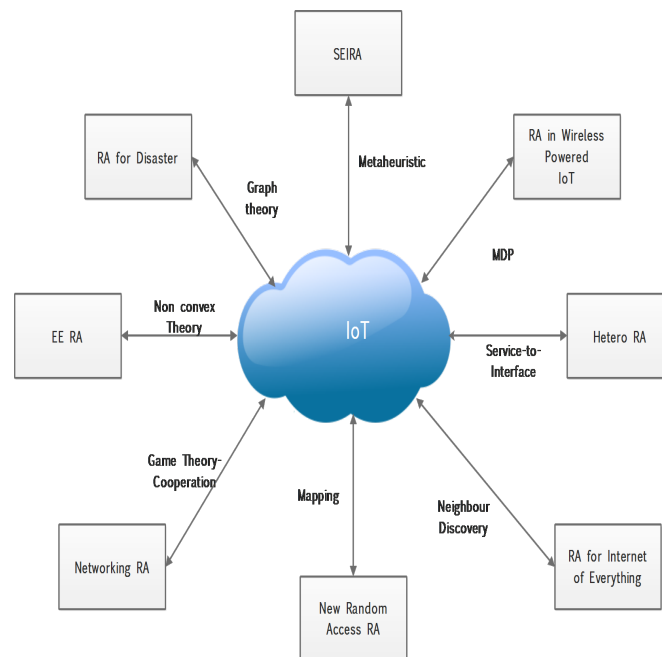 SEIRA
RA for Disaster
RA in Wireless
Powered
IoT
Metaheuristic
Graph
theory
MDP
Non convex
Theory
EE RA
IoT
Service-to-
Interface
Hetero RA
Game Theory-
Cooperation
Mapping
Neighbour
Discovery
Networking RA
RA for Internet
of Everything
New Random
Access RA